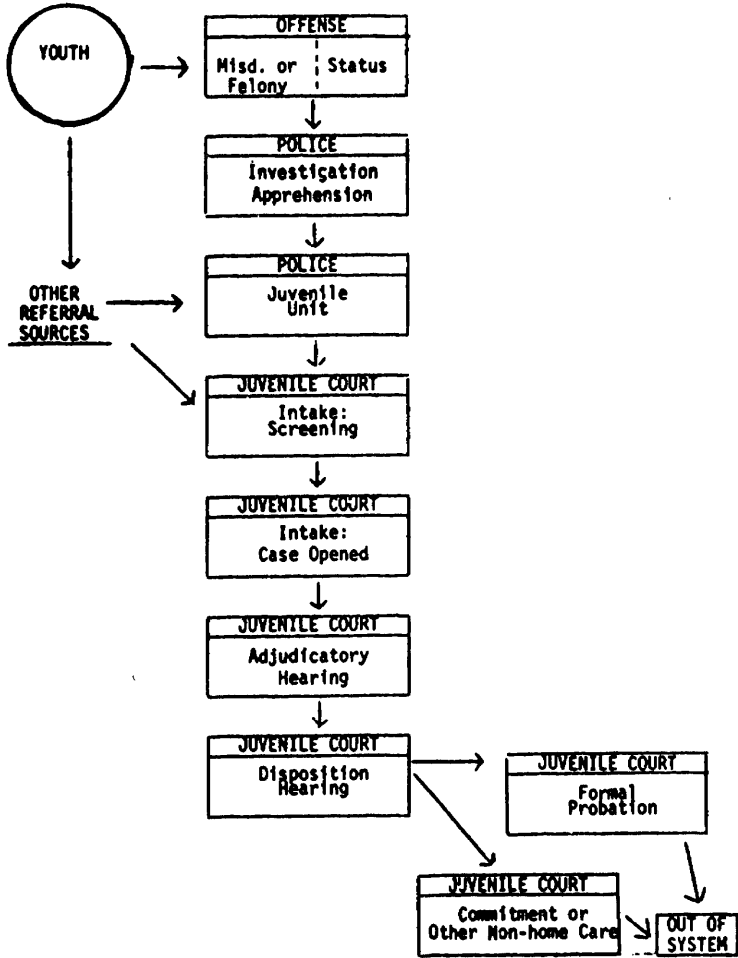 YOUTH
OFFENSE
Misd. or
Felony
Status
POLICE
Investigation
Apprehension
POLICE
Juvenile
Unit
OTHER
REFERRAL
SOURCES
JUVENILE COURT
Intake:
Screening
JUVENILE COURT
Intake:
Case Opened
JUVENILE COURT
Adjudicatory
Hearing
JUVENILE COURT
Disposition
Hearing
JUVENILE COURT
Formal
Probation
JUVENILE COURT
Commitment or
Other Non-home Care
OUT OF
SYSTEM